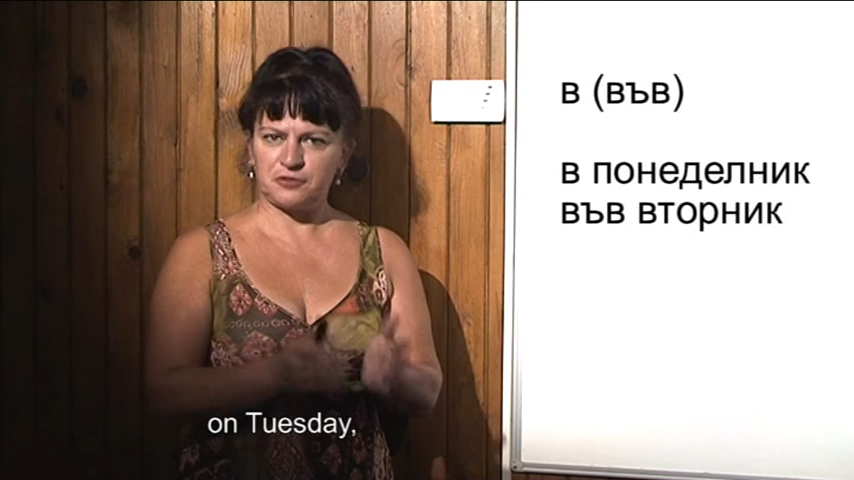 в (във)
в понеделник
във вторник
on Tuesday,